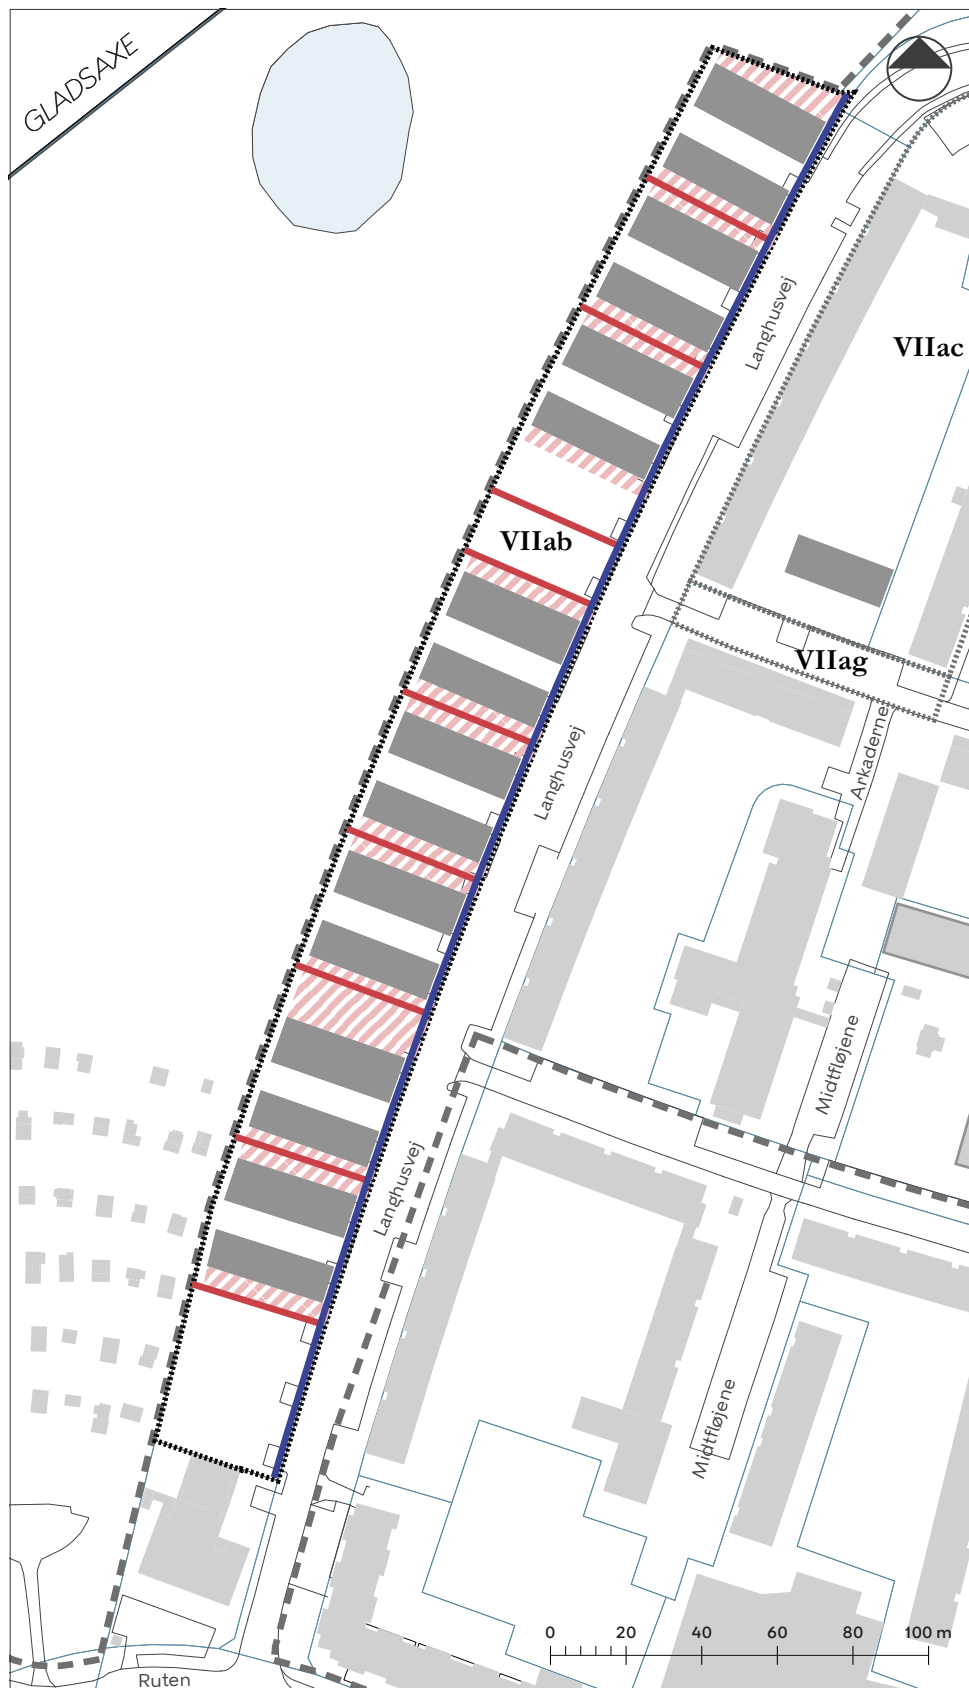 GLADSAXE
Langhusvej
VIIac
VIIab
VIIag
Arkaderne
Langhusvej
Midtfløjene
Langhusvej
Midtfløjene
0 20 40 60 80 100 m
Ruten